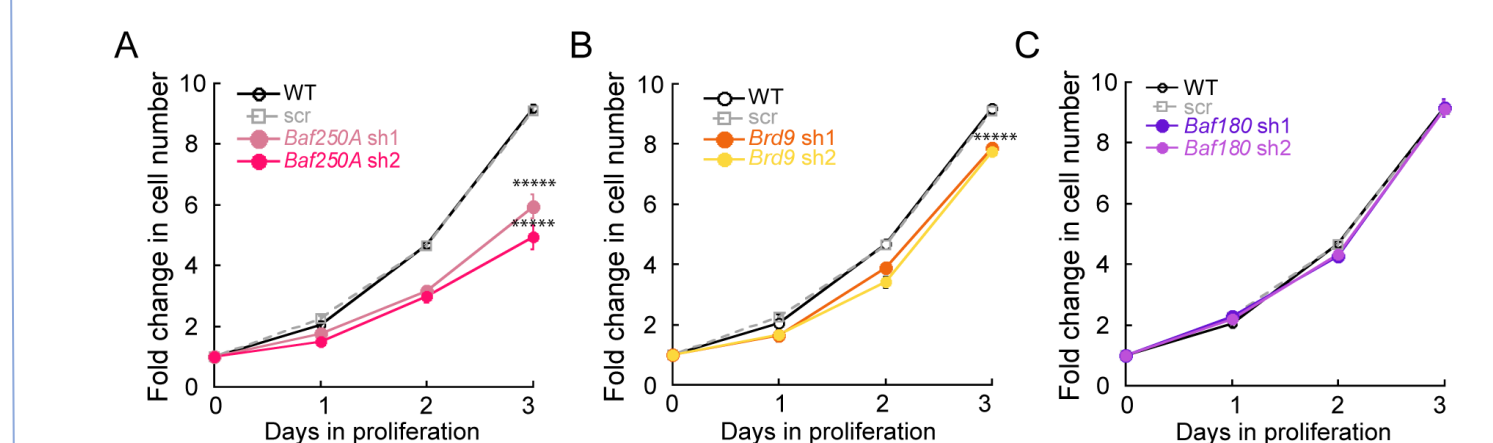 A
Fold change in cell number
10
8
6
4
2
0
WT
scr
Baf250A sh1
Baf250A sh2
*****
*****
0 1 2 3
Days in proliferation
B
Fold change in cell number
10
8
6
4
2
0
WT
scr
Brd9 sh1
Brd9 sh2
*****
0 1 2 3
Days in proliferation
C
Fold change in cell number
10
8
6
4
2
0
WT
scr
Baf180 sh1
Baf180 sh2
0 1 2 3
Days in proliferation